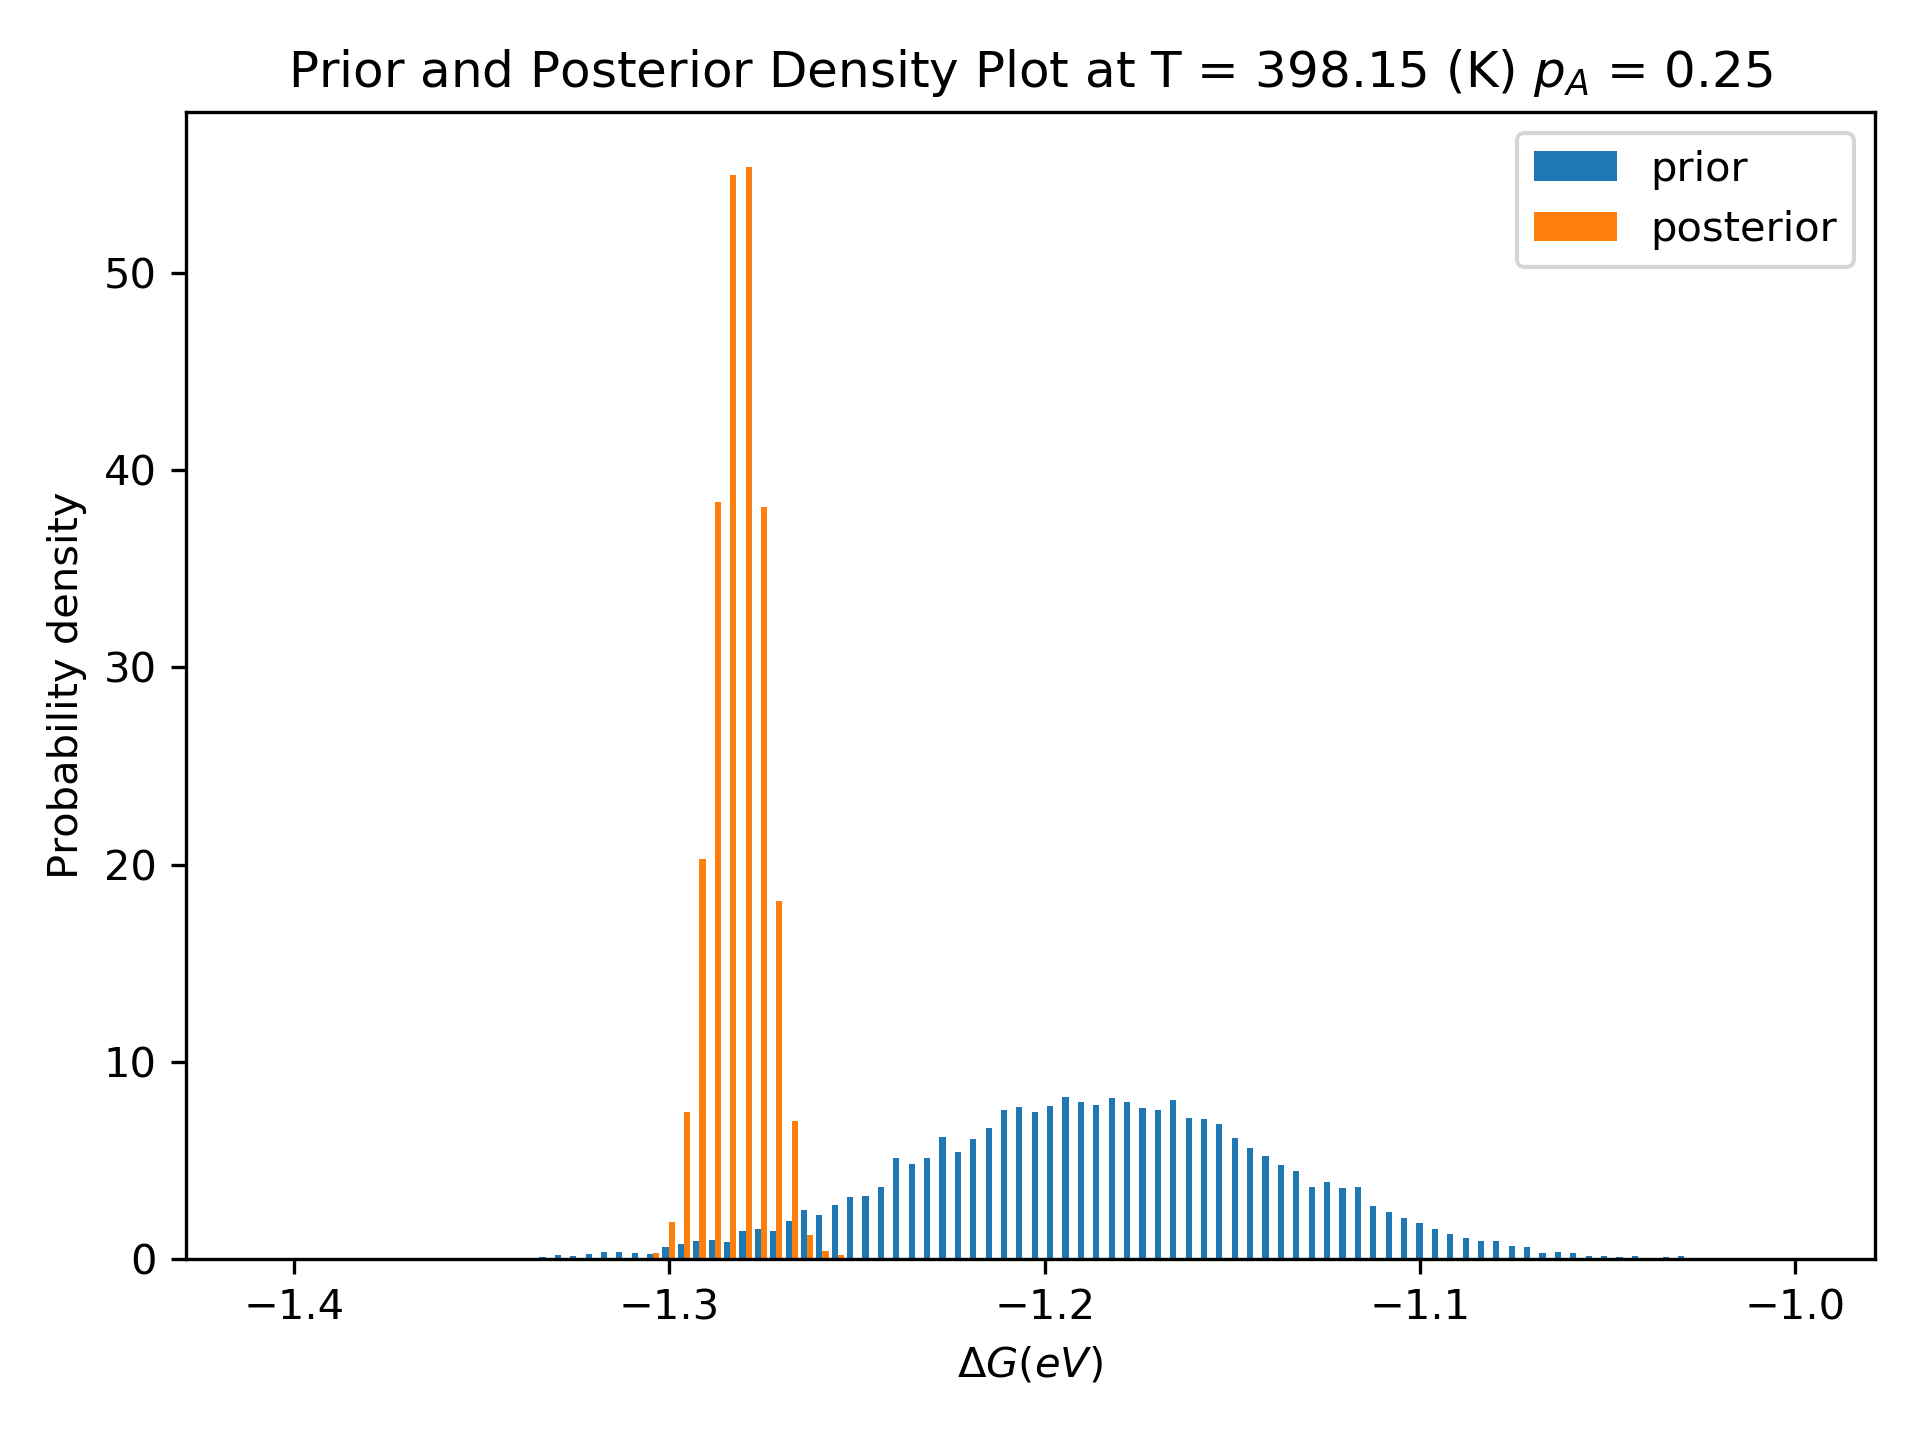 Prior and Posterior Density Plot at T = 398.15 (K) p_A = 0.25
prior
posterior
Probability density
50
40
30
20
10
0
−1.4
−1.3
−1.2
−1.1
−1.0
ΔG(eV)